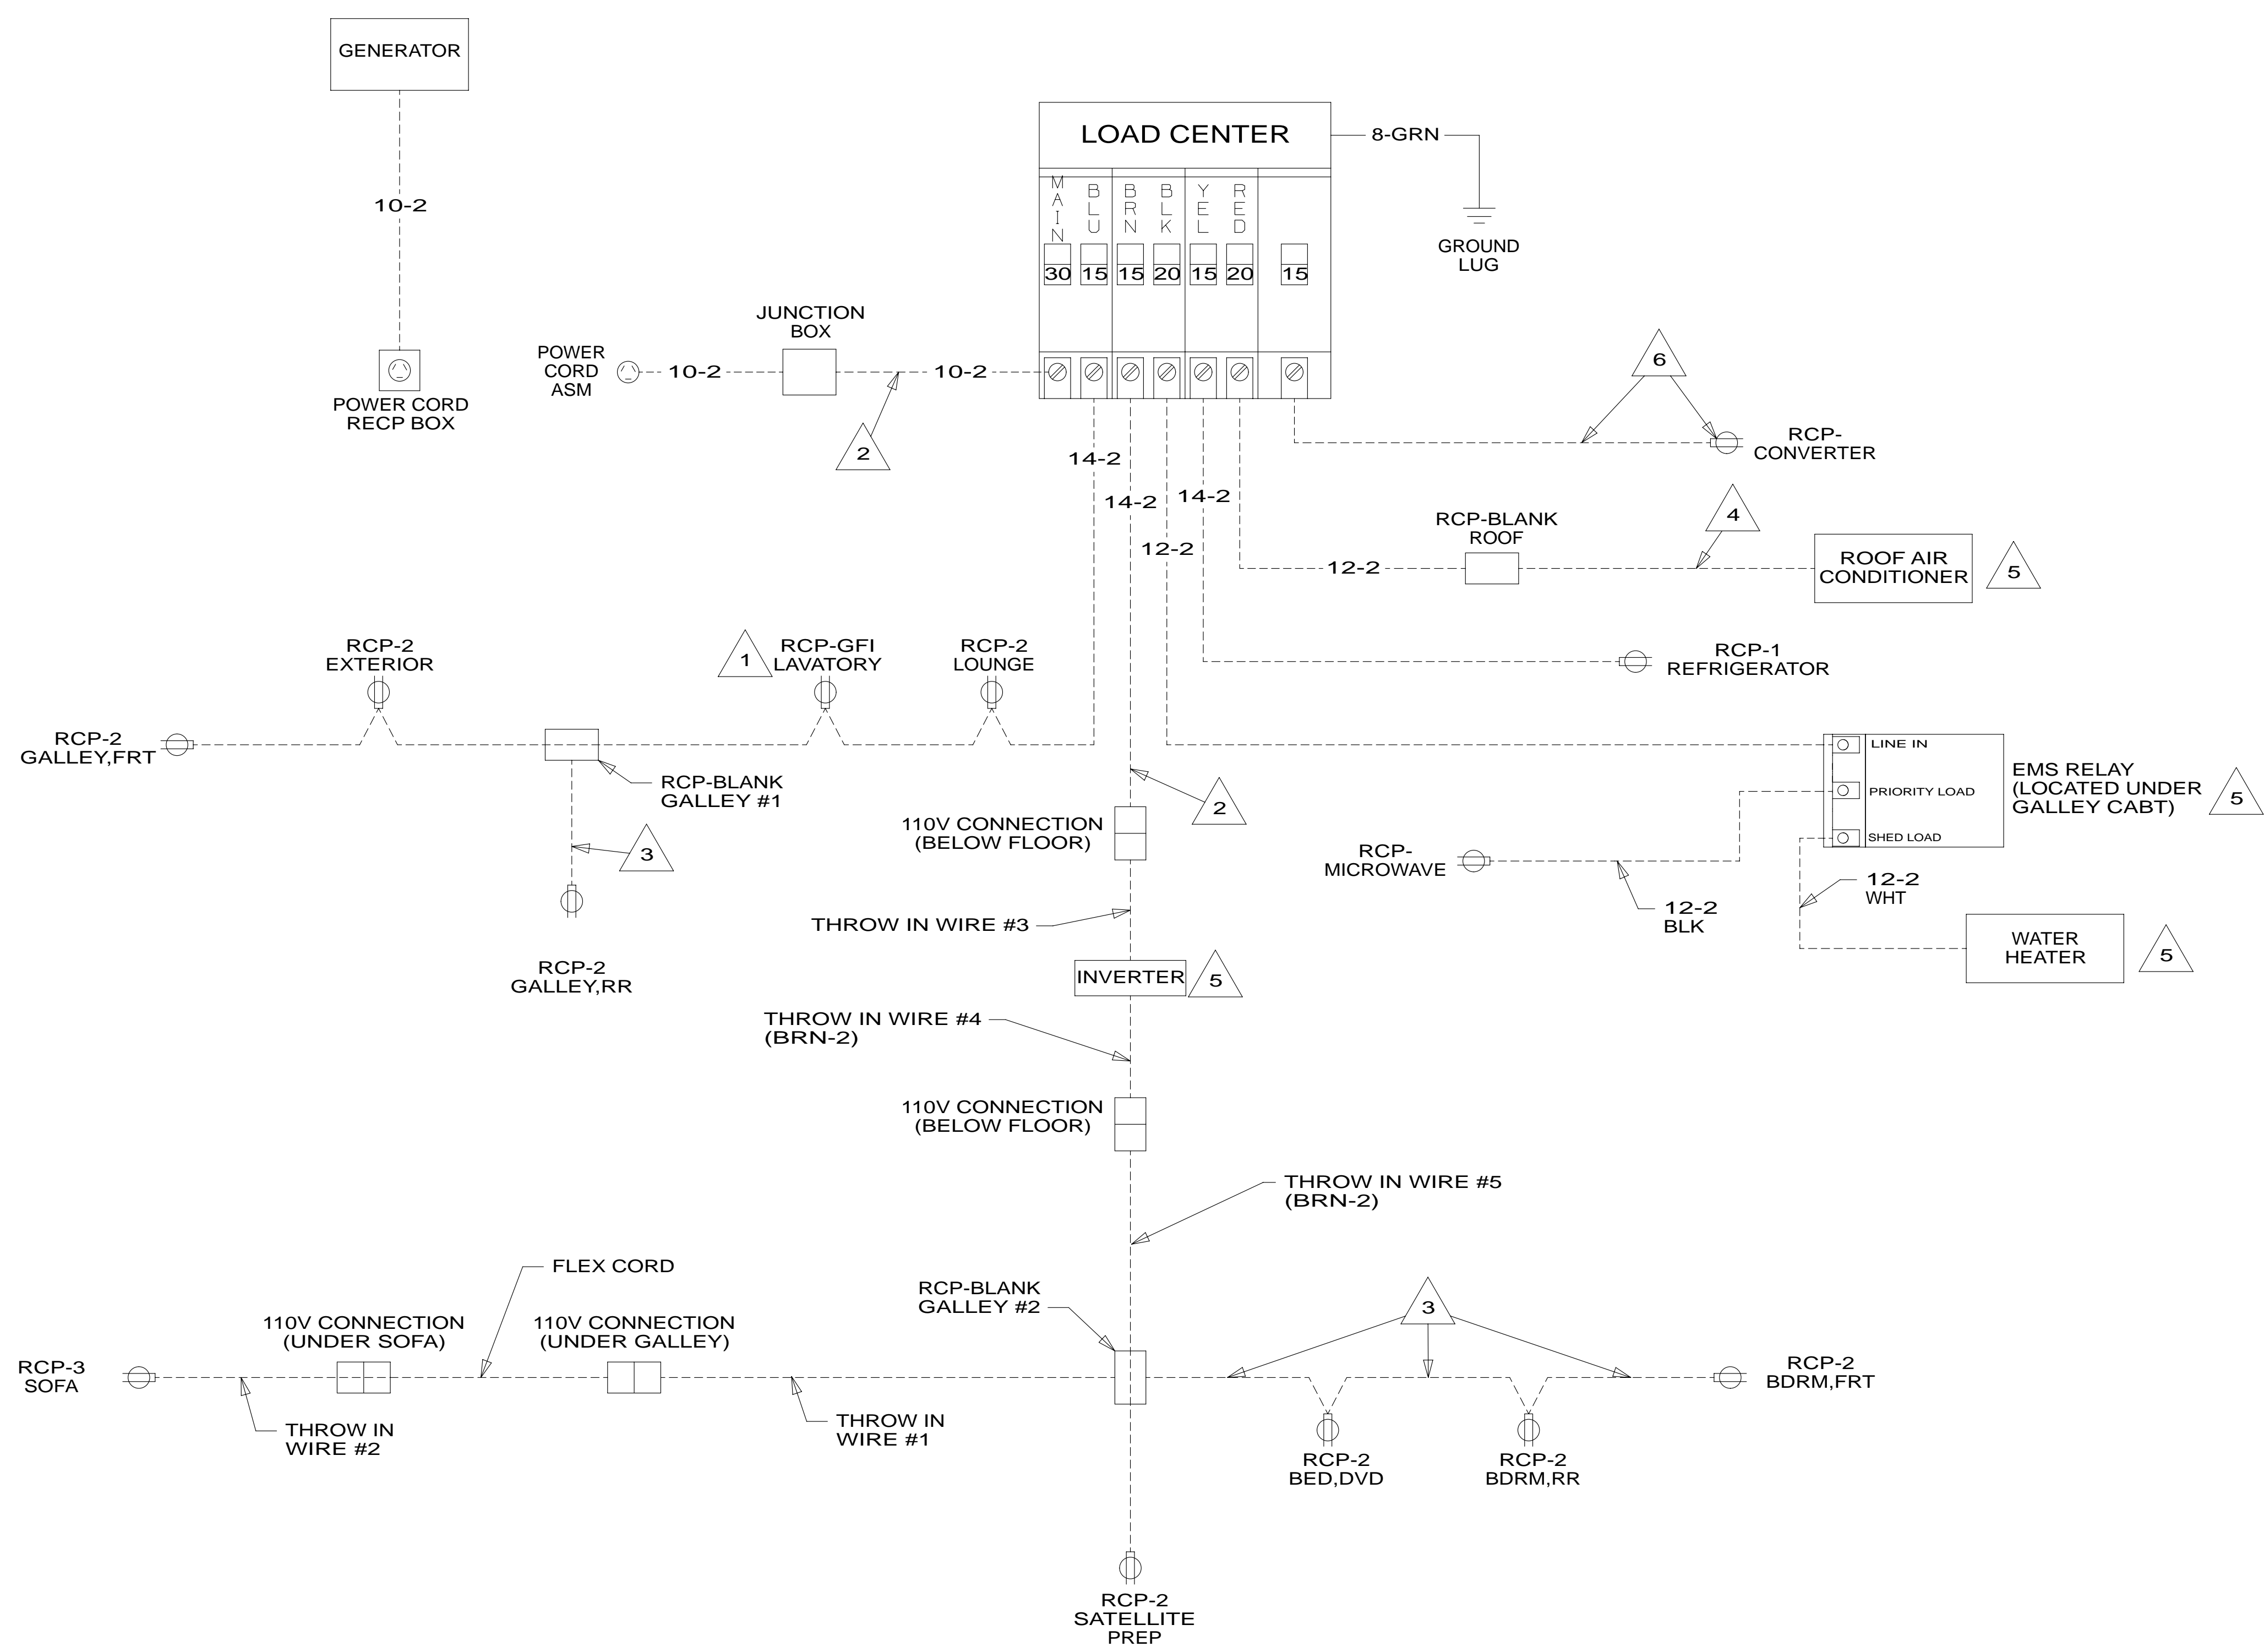 GENERATOR
10-2
POWER CORD
RECP BOX
LOAD CENTER
MAIN
BLU
BRN
BLK
YEL
RED
30
15
15
20
15
20
15
8-GRN
GROUND
LUG
POWER
CORD
ASM
10-2
JUNCTION
BOX
10-2
2
6
RCP-
CONVERTER
14-2
14-2
14-2
12-2
12-2
RCP-BLANK
ROOF
4
ROOF AIR
CONDITIONER
5
RCP-1
REFRIGERATOR
RCP-2
EXTERIOR
1
RCP-GFI
LAVATORY
RCP-2
LOUNGE
RCP-2
GALLEY,FRT
RCP-BLANK
GALLEY #1
3
RCP-2
GALLEY,RR
LINE IN
PRIORITY LOAD
SHED LOAD
EMS RELAY
(LOCATED UNDER
GALLEY CABT)
5
RCP-
MICROWAVE
12-2
BLK
12-2
WHT
WATER
HEATER
5
2
110V CONNECTION
(BELOW FLOOR)
THROW IN WIRE #3
INVERTER
5
THROW IN WIRE #4
(BRN-2)
110V CONNECTION
(BELOW FLOOR)
THROW IN WIRE #5
(BRN-2)
FLEX CORD
RCP-BLANK
GALLEY #2
3
110V CONNECTION
(UNDER SOFA)
110V CONNECTION
(UNDER GALLEY)
RCP-3
SOFA
THROW IN
WIRE #2
THROW IN
WIRE #1
RCP-2
BED,DVD
RCP-2
BDRM,RR
RCP-2
BDRM,FRT
RCP-2
SATELLITE
PREP